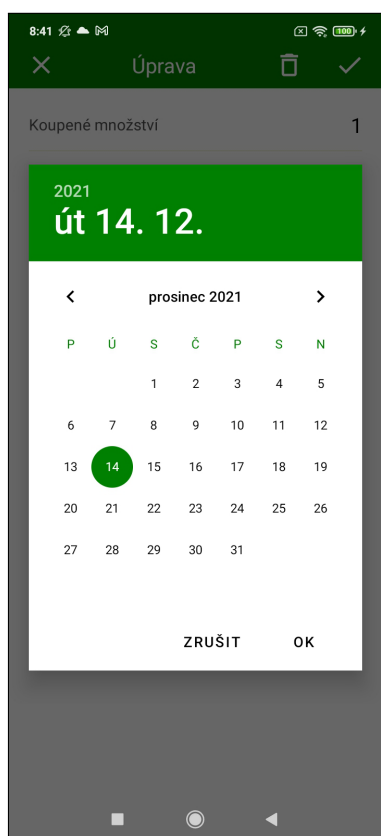 8:41 100
Úprava
Koupené množství 1
2021
út 14. 12.
prosinec 2021
P Ú S Č P S N
1 2 3 4 5
6 7 8 9 10 11 12
13 14 15 16 17 18 19
20 21 22 23 24 25 26
27 28 29 30 31
ZRUŠIT OK